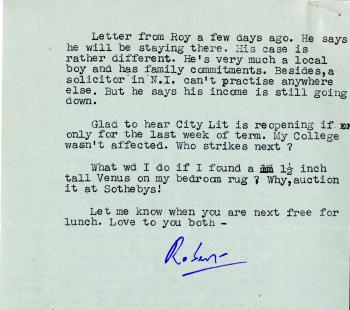 Letter from Roy a few days ago. He says
he will be staying there. His case is
rather different. He's very much a local
boy and has family commitments. Besides,a
solicitor in N.I. can't practise anywhere
else. But he says his income is still going
down.
Glad to hear City Lit is reopening if
only for the last week of term. My College
wasn't affected. Who strikes next ?
What wd I do if I found a 1½ inch
tall Venus on my bedroom rug ? Why,auction
it at Sothebys!
Let me know when you are next free for
lunch. Love to you both -
Robert